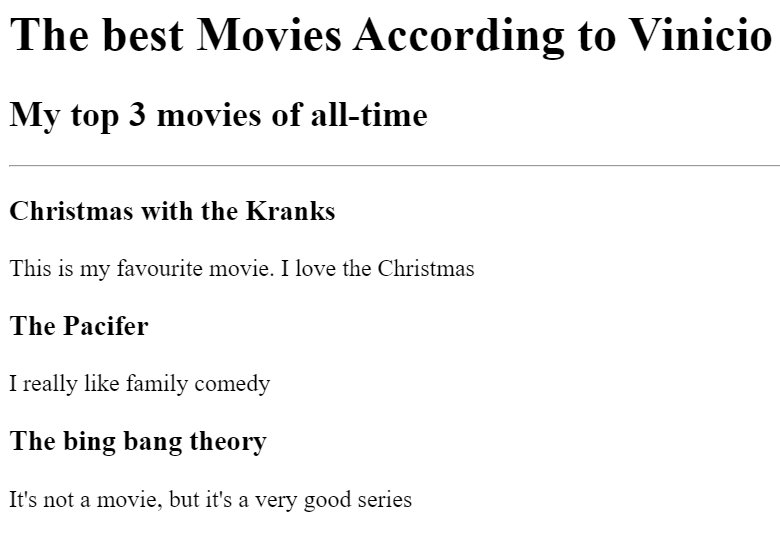 The best Movies According to Vinicio
My top 3 movies of all-time
Christmas with the Kranks
This is my favourite movie. I love the Christmas
The Pacifer
I really like family comedy
The bing bang theory
It's not a movie, but it's a very good series